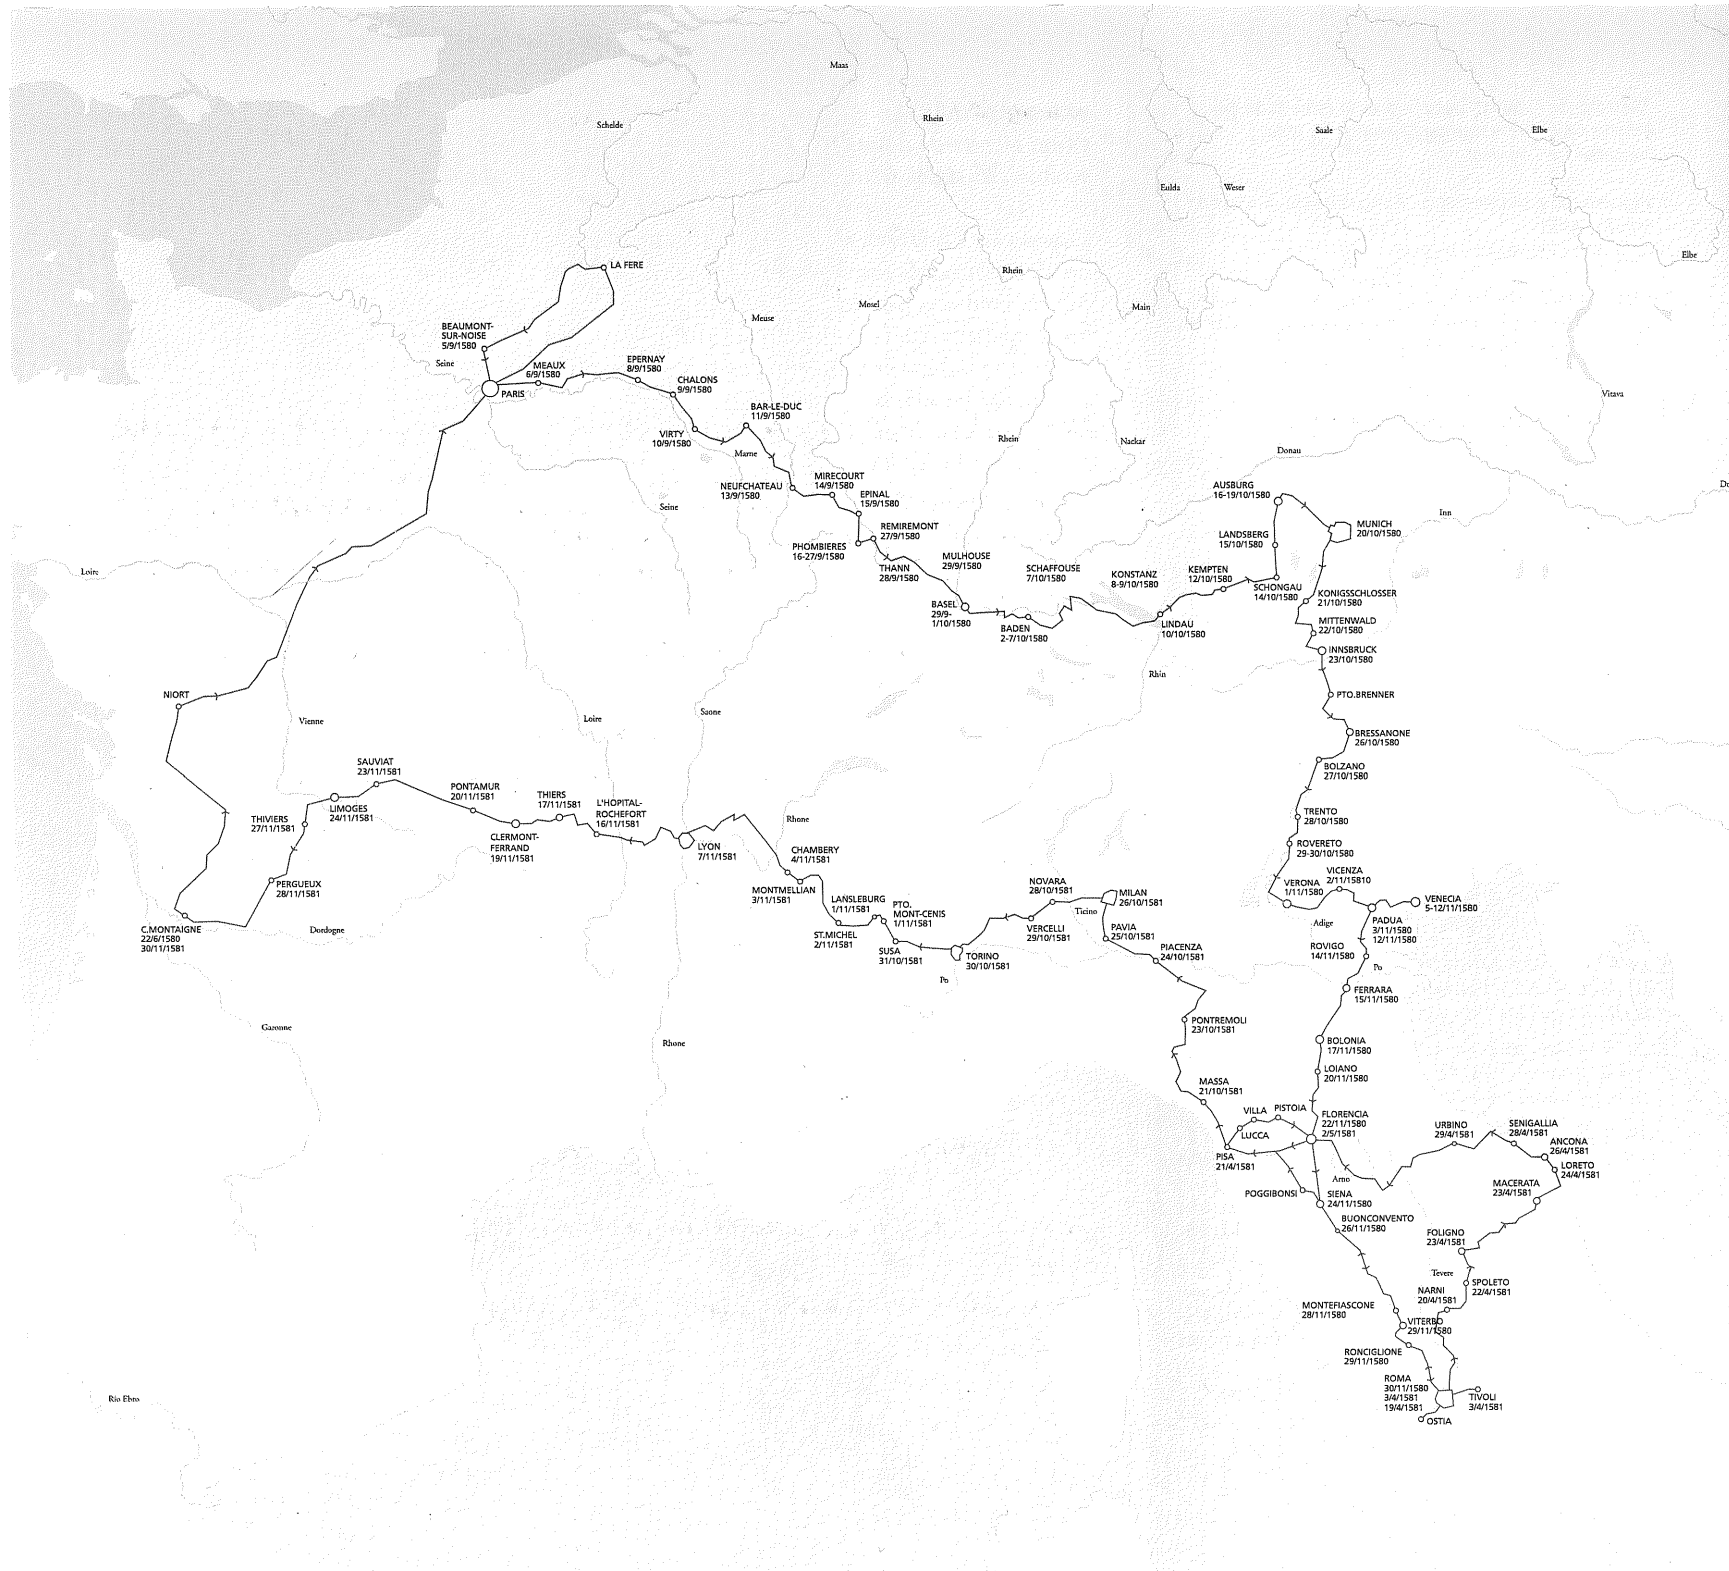 Maas
Schelde
Rhein
Saale
Elbe
Eulda
Weser
Elbe
LA FERE
Rhein
Mosel
Main
Meuse
BEAUMONT-
SUR-NOISE
5/9/1580
Seine
MEAUX
6/9/1580
EPERNAY
8/9/1580
CHALONS
9/9/1580
PARIS
Vitava
BAR-LE-DUC
11/9/1580
VIRTY
10/9/1580
Marne
Rhein
Naekar
Donau
NEUFCHATEAU
13/9/1580
MIRECOURT
14/9/1580
EPINAL
15/9/1580
Seine
AUSBURG
16-19/10/1580
Inn
REMIREMONT
27/9/1580
MUNICH
20/10/1580
LANDSBERG
15/10/1580
PHOMBIERES
16-27/9/1580
MULHOUSE
29/9/1580
THANN
28/9/1580
SCHAFFOUSE
7/10/1580
KONSTANZ
8-9/10/1580
KEMPTEN
12/10/1580
Loire
SCHONGAU
14/10/1580
KONIGSSCHLOSSER
21/10/1580
BASEL
29/9-
1/10/1580
BADEN
2-7/10/1580
LINDAU
10/10/1580
MITTENWALD
22/10/1580
INNSBRUCK
23/10/1580
Rhin
NIORT
PTO.BRENNER
Vienne
Loire
Saone
BRESSANONE
26/10/1580
SAUVIAT
23/11/1581
BOLZANO
27/10/1580
PONTAMUR
20/11/1581
THIERS
17/11/1581
L'HOPITAL-
ROCHEFORT
16/11/1581
LIMOGES
24/11/1581
THIVIERS
27/11/1581
Rhone
TRENTO
28/10/1580
CLERMONT-
FERRAND
19/11/1581
LYON
7/11/1581
CHAMBERY
4/11/1581
ROVERETO
29-30/10/1580
PERGUEUX
28/11/1581
MONTMELLIAN
3/11/1581
NOVARA
28/10/1581
MILAN
26/10/1581
VERONA
1/11/1580
VICENZA
2/11/15810
VENECIA
5-12/11/1580
LANSLEBURG
1/11/1581
PTO.
MONT-CENIS
1/11/1581
Ticino
Adige
PADUA
3/11/1580
12/11/1580
C.MONTAIGNE
22/6/1580
30/11/1581
Dordogne
ST.MICHEL
2/11/1581
VERCELLI
29/10/1581
PAVIA
25/10/1581
SUSA
31/10/1581
TORINO
30/10/1581
PIACENZA
24/10/1581
ROVIGO
14/11/1580
Po
Po
FERRARA
15/11/1580
Garonne
Rhone
PONTREMOLI
23/10/1581
BOLONIA
17/11/1580
LOIANO
20/11/1580
MASSA
21/10/1581
VILLA
PISTOIA
LUCCA
FLORENCIA
22/11/1580
2/5/1581
URBINO
29/4/1581
SENIGALLIA
28/4/1581
ANCONA
26/4/1581
PISA
21/4/1581
LORETO
24/4/1581
Arno
MACERATA
23/4/1581
POGGIBONSI
SIENA
24/11/1580
BUONCONVENTO
26/11/1580
FOLIGNO
23/4/1581
Tevere
SPOLETO
22/4/1581
NARNI
20/4/1581
MONTEFIASCONE
28/11/1580
VITERBO
29/11/1580
RONCIGLIONE
29/11/1580
ROMA
30/11/1580
3/4/1581
19/4/1581
TIVOLI
3/4/1581
OSTIA
Rio Ebro